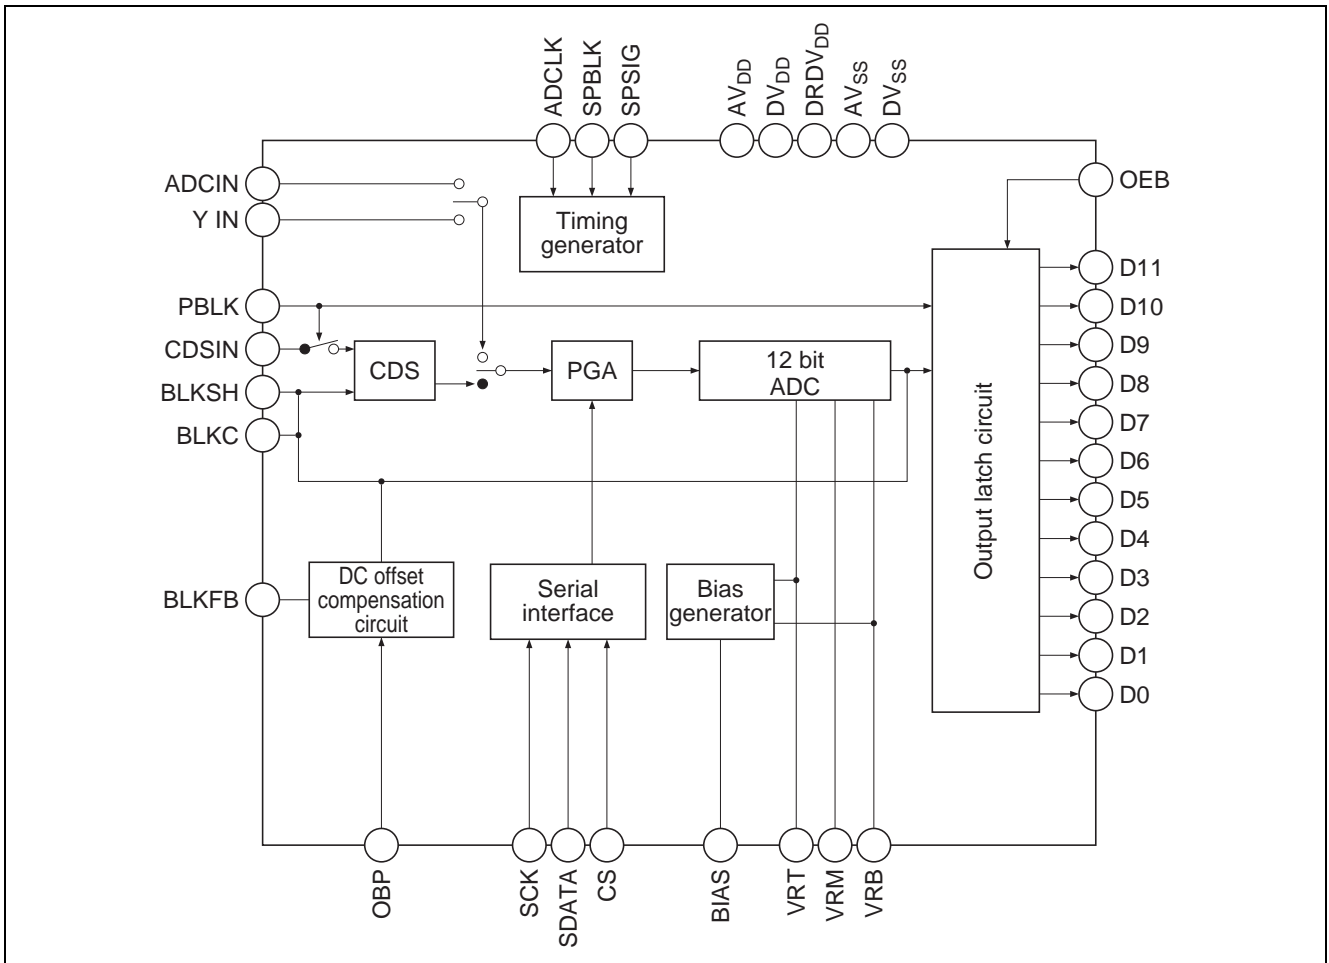 ADCLK
SPBLK
SPSIG
AVDD
DVDD
DRDVDD
AVSS
DVSS
ADCIN
Y IN
OEB
Timing
generator
PBLK
CDSIN
BLKSH
BLKC
CDS
PGA
12 bit
ADC
Output latch circuit
D11
D10
D9
D8
D7
D6
D5
D4
D3
D2
D1
D0
BLKFB
DC offset
compensation
circuit
Serial
interface
Bias
generator
OBP
SCK
SDATA
CS
BIAS
VRT
VRM
VRB